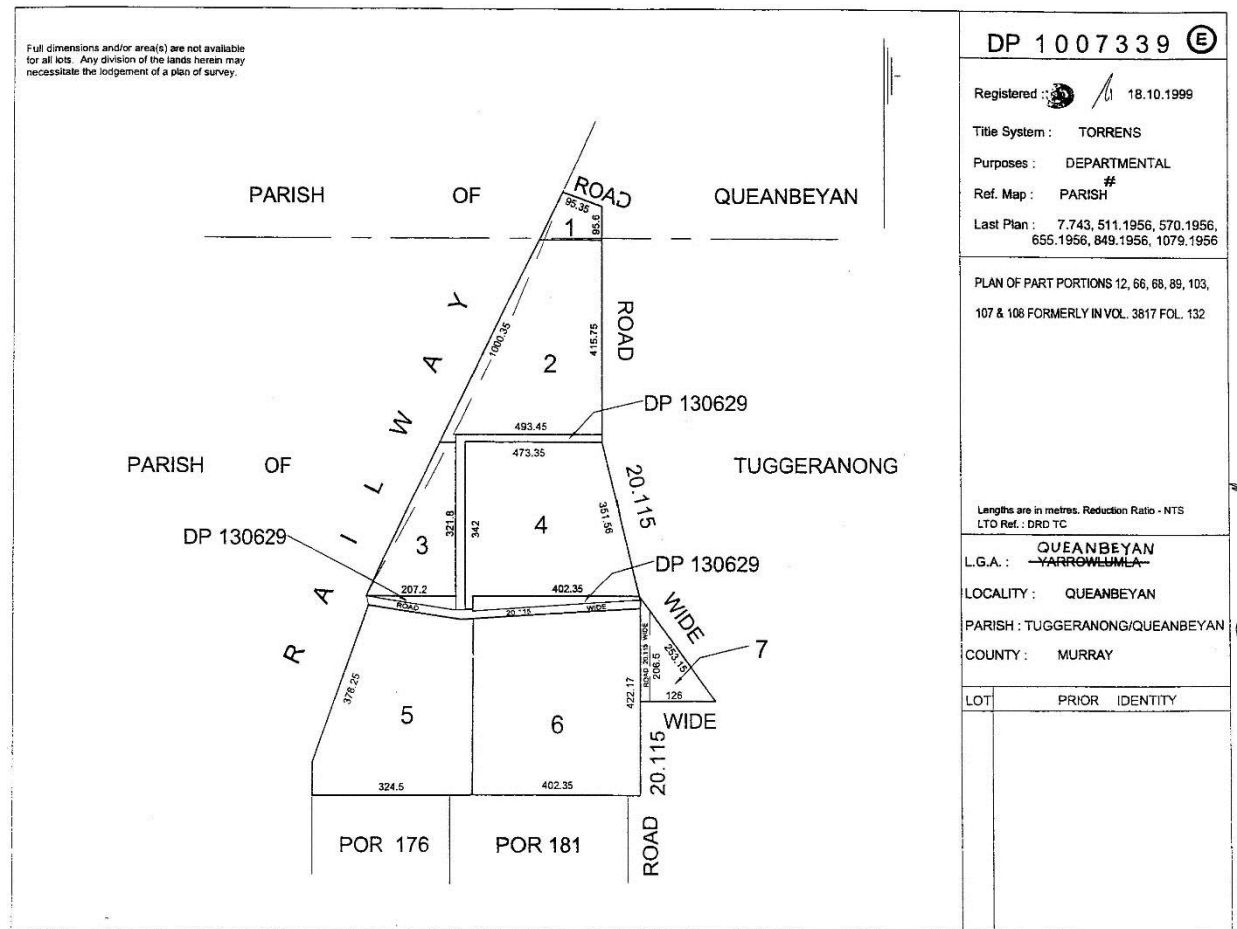 Full dimensions and/or area(s) are not available
for all lots. Any division of the lands herein may
necessitate the lodgement of a plan of survey.
PARISH OF QUEANBEYAN
ROAD
95.35
95.6
1
RAILWAY
1000.35
2
415.75
ROAD
493.45
DP 130629
473.35
PARISH OF TUGGERANONG
DP 130629
3
321.8
342
4
351.56
20.115
DP 130629
207.2
402.35
ROAD
20.115
WIDE
WIDE
ROAD 20.115 WIDE
206.5
253.15
7
126
WIDE
378.25
5
6
422.17
20.115
324.5
402.35
POR 176
POR 181
ROAD
DP 1007339 E
Registered : 18.10.1999
Title System : TORRENS
Purposes : DEPARTMENTAL
#
Ref. Map : PARISH
Last Plan : 7.743, 511.1956, 570.1956,
655.1956, 849.1956, 1079.1956
PLAN OF PART PORTIONS 12, 66, 68, 89, 103,
107 & 108 FORMERLY IN VOL. 3817 FOL. 132
Lengths are in metres. Reduction Ratio - NTS
LTO Ref. : DRD TC
QUEANBEYAN
L.G.A. : YARROWLUMLA
LOCALITY : QUEANBEYAN
PARISH : TUGGERANONG/QUEANBEYAN
COUNTY : MURRAY
LOT PRIOR IDENTITY